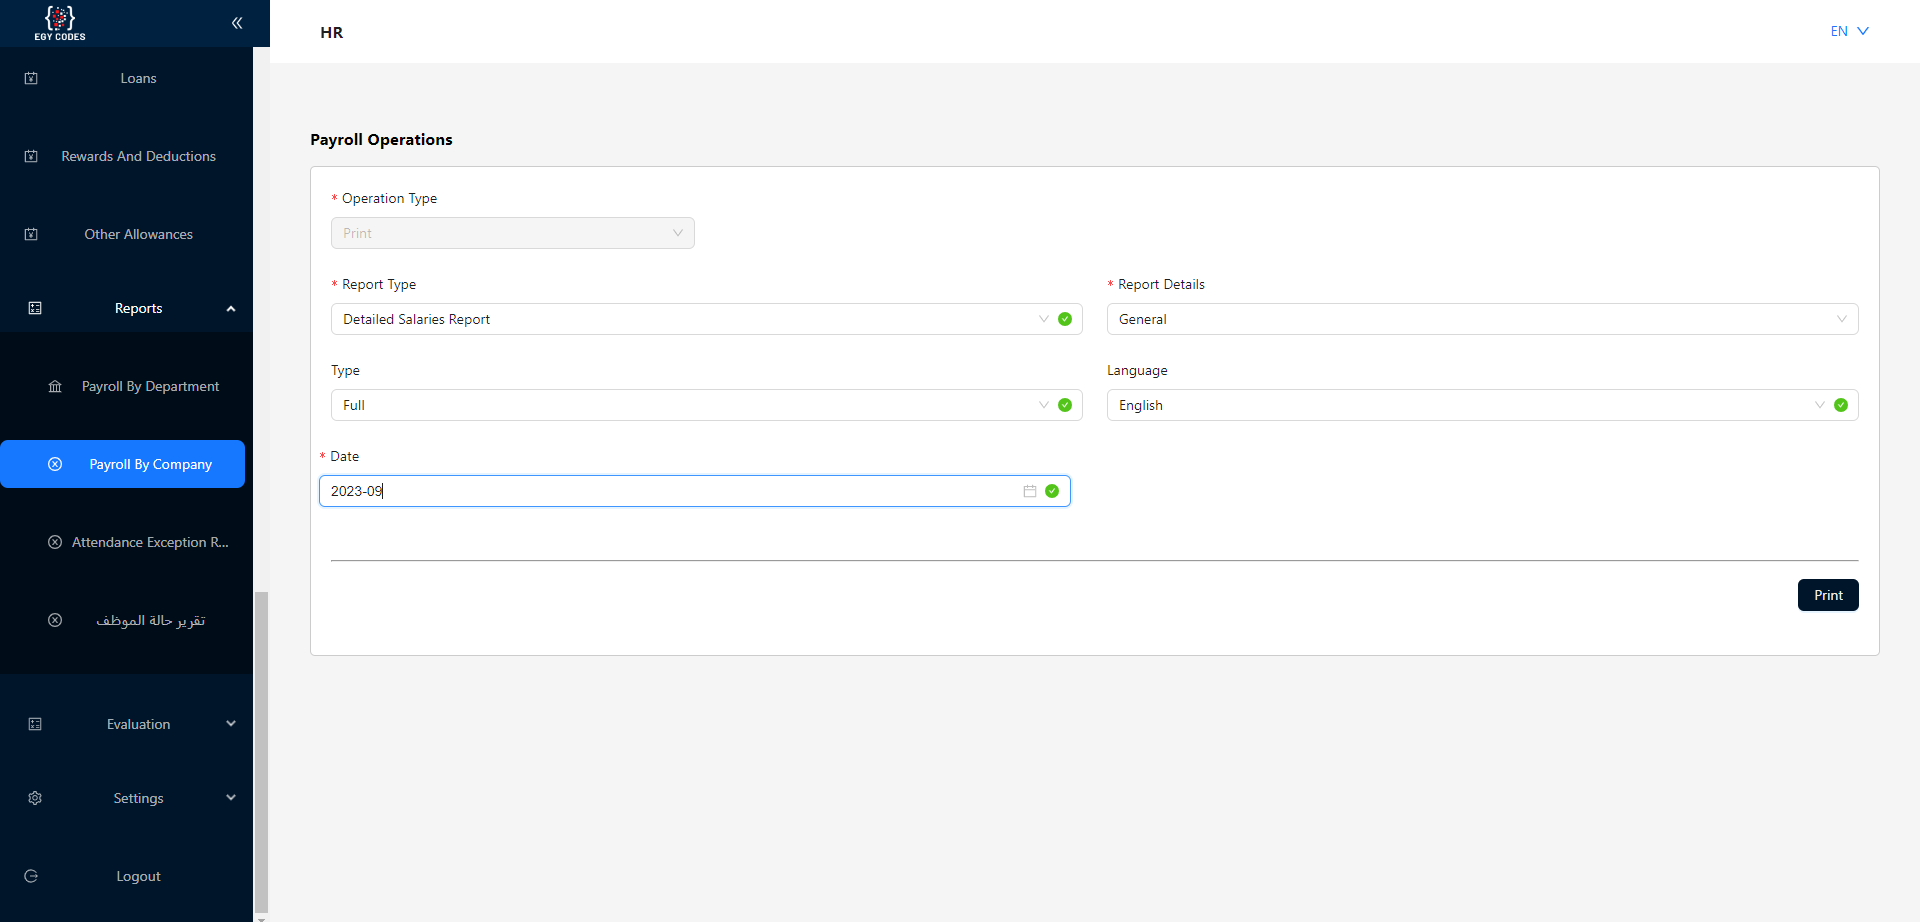 EGY CODES
Loans
Rewards And Deductions
Other Allowances
Reports
Payroll By Department
Payroll By Company
Attendance Exception R...
تقرير حالة الموظف
Evaluation
Settings
Logout
HR
EN
Payroll Operations
* Operation Type
Print
* Report Type
* Report Details
Detailed Salaries Report
General
Type
Language
Full
English
* Date
2023-09
Print